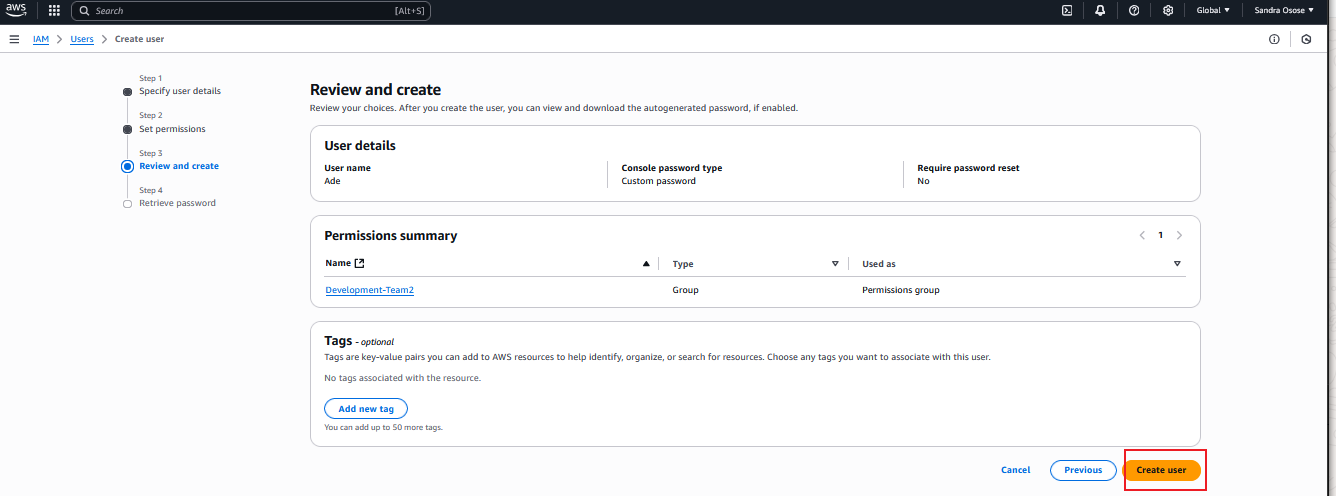 aws
Search [Alt+S] Global Sandra Osose
IAM Users Create user
Step 1
Specify user details
Step 2
Set permissions
Step 3
Review and create
Step 4
Retrieve password
Review and create
Review your choices. After you create the user, you can view and download the autogenerated password, if enabled.
User details
User name Console password type Require password reset
Ade Custom password No
Permissions summary 1
Name Type Used as
Development-Team2 Group Permissions group
Tags - optional
Tags are key-value pairs you can add to AWS resources to help identify, organize, or search for resources. Choose any tags you want to associate with this user.
No tags associated with the resource.
Add new tag
You can add up to 50 more tags.
Cancel Previous Create user